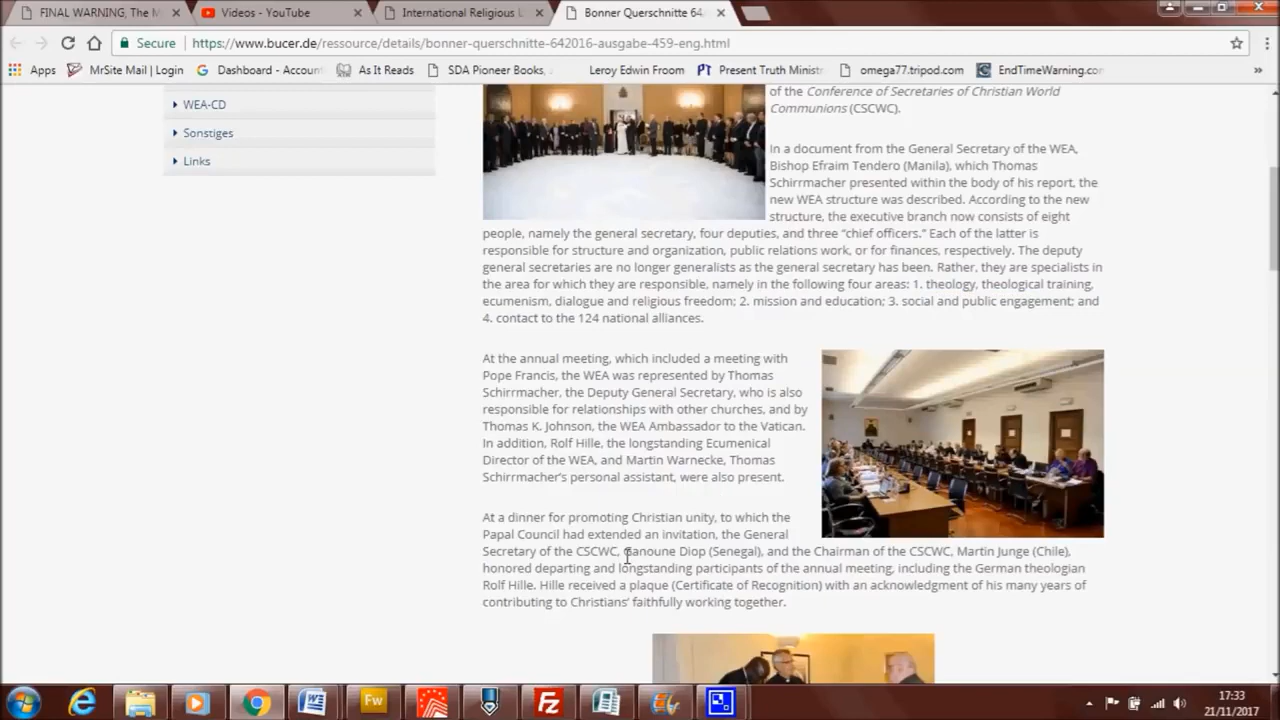 FINAL WARNING, The M
Videos - YouTube
International Religious L
Bonner Querschnitte 64
Secure
https://www.bucer.de/ressource/details/bonner-querschnitte-642016-ausgabe-459-eng.html
Apps
MrSite Mail | Login
Dashboard - Account
As It Reads
SDA Pioneer Books,
Leroy Edwin Froom
Present Truth Ministr
omega77.tripod.com
EndTimeWarning.com
WEA-CD
Sonstiges
Links
of the Conference of Secretaries of Christian World
Communions (CSCWC).
In a document from the General Secretary of the WEA,
Bishop Efraim Tendero (Manila), which Thomas
Schirrmacher presented within the body of his report, the
new WEA structure was described. According to the new
structure, the executive branch now consists of eight
people, namely the general secretary, four deputies, and three “chief officers.” Each of the latter is
responsible for structure and organization, public relations work, or for finances, respectively. The deputy
general secretaries are no longer generalists as the general secretary has been. Rather, they are specialists in
the area for which they are responsible, namely in the following four areas: 1. theology, theological training,
ecumenism, dialogue and religious freedom; 2. mission and education; 3. social and public engagement; and
4. contact to the 124 national alliances.
At the annual meeting, which included a meeting with
Pope Francis, the WEA was represented by Thomas
Schirrmacher, the Deputy General Secretary, who is also
responsible for relationships with other churches, and by
Thomas K. Johnson, the WEA Ambassador to the Vatican.
In addition, Rolf Hille, the longstanding Ecumenical
Director of the WEA, and Martin Warnecke, Thomas
Schirrmacher’s personal assistant, were also present.
At a dinner for promoting Christian unity, to which the
Papal Council had extended an invitation, the General
Secretary of the CSCWC, Ganoune Diop (Senegal), and the Chairman of the CSCWC, Martin Junge (Chile),
honored departing and longstanding participants of the annual meeting, including the German theologian
Rolf Hille. Hille received a plaque (Certificate of Recognition) with an acknowledgment of his many years of
contributing to Christians’ faithfully working together.
Fw
17:33
21/11/2017